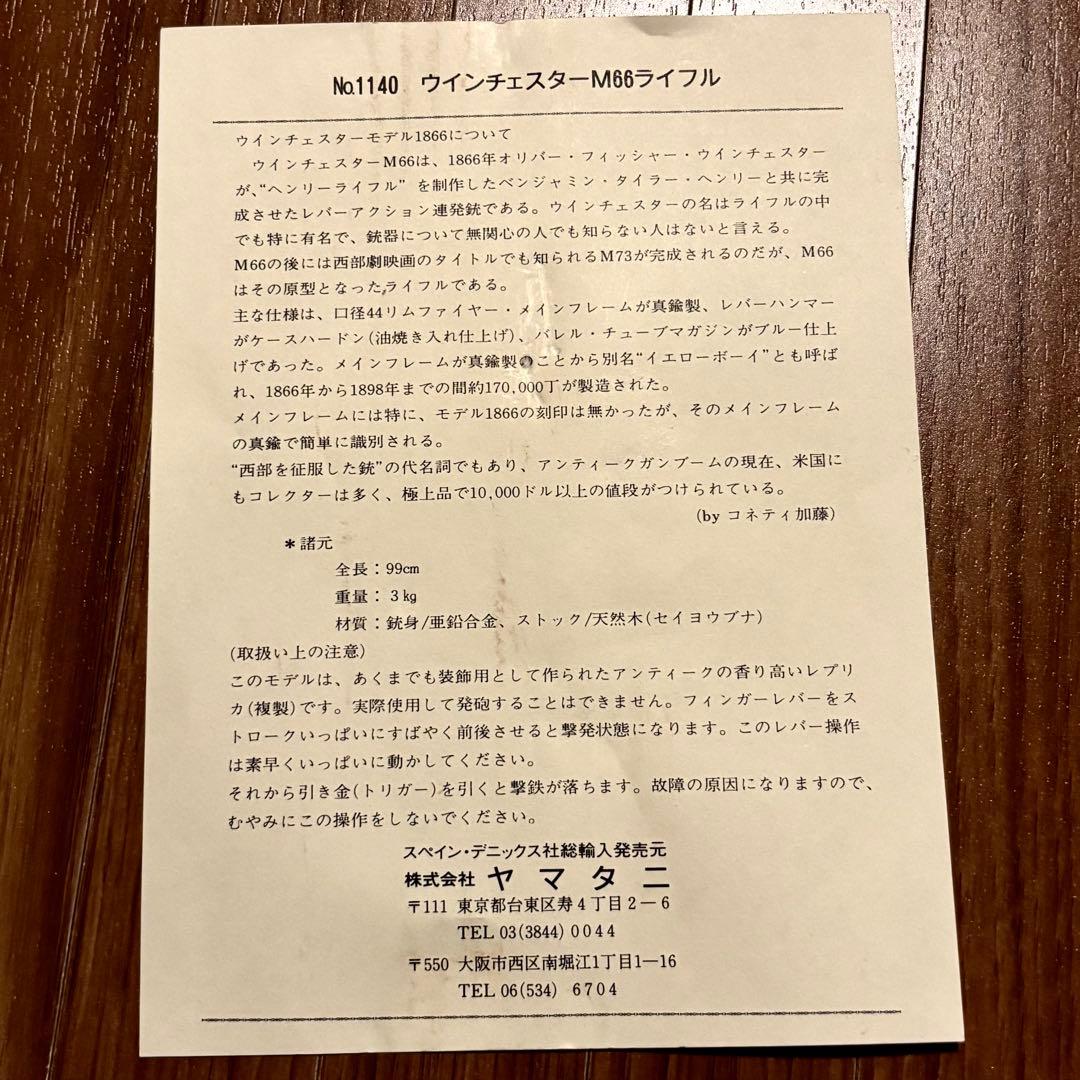 No.1140 ウインチェスターM66ライフル
ウインチェスターモデル1866について
ウインチェスターM66は、1866年オリバー・フィッシャー・ウインチェスター
が、“ヘンリーライフル” を制作したベンジャミン・タイラー・ヘンリーと共に完
成させたレバーアクション連発銃である。ウインチェスターの名はライフルの中
でも特に有名で、銃器について無関心の人でも知らない人はないと言える。
M66の後には西部劇映画のタイトルでも知られるM73が完成されるのだが、M66
はその原型となったライフルである。
主な仕様は、口径44リムファイヤー・メインフレームが真鍮製、レバーハンマー
がケースハードン(油焼き入れ仕上げ)、バレル・チューブマガジンがブルー仕上
げであった。メインフレームが真鍮製のことから別名“イエローボーイ”とも呼ば
れ、1866年から1898年までの間約170,000丁が製造された。
メインフレームには特に、モデル1866の刻印は無かったが、そのメインフレーム
の真鍮で簡単に識別される。
“西部を征服した銃”の代名詞でもあり、アンティークガンブームの現在、米国に
もコレクターは多く、極上品で10,000ドル以上の値段がつけられている。
(by コネティ加藤)
＊諸元
全長：99cm
重量：3㎏
材質：銃身/亜鉛合金、ストック/天然木(セイヨウブナ)
(取扱い上の注意)
このモデルは、あくまでも装飾用として作られたアンティークの香り高いレプリ
カ(複製)です。実際使用して発砲することはできません。フィンガーレバーをス
トロークいっぱいにすばやく前後させると撃発状態になります。このレバー操作
は素早くいっぱいに動かしてください。
それから引き金(トリガー)を引くと撃鉄が落ちます。故障の原因になりますので、
むやみにこの操作をしないでください。
スペイン・デニックス社総輸入発売元
株式会社 ヤマタニ
〒111 東京都台東区寿4丁目2−6
TEL 03(3844)0044
〒550 大阪市西区南堀江1丁目1−16
TEL 06(534) 6704